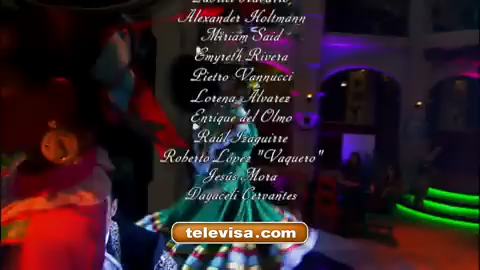 Alexander Holtmann
Miriam Said
Emyreth Rivera
Pietro Vannucci
Lorena Alvarez
Enrique del Olmo
Raúl Izaguirre
Roberto López "Vaquero"
Jesús Mora
Dayaceli Cervantes
televisa.com